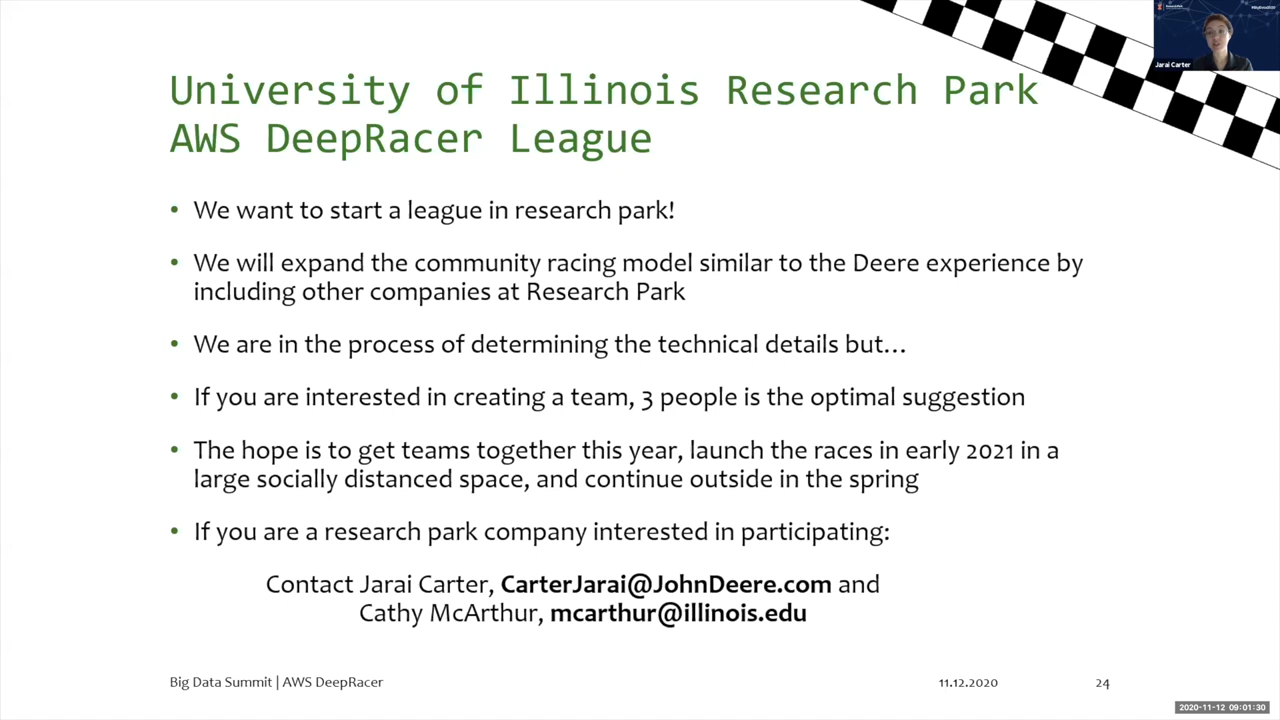 University of Illinois Research Park
AWS DeepRacer League
• We want to start a league in research park!
• We will expand the community racing model similar to the Deere experience by
including other companies at Research Park
• We are in the process of determining the technical details but…
• If you are interested in creating a team, 3 people is the optimal suggestion
• The hope is to get teams together this year, launch the races in early 2021 in a
large socially distanced space, and continue outside in the spring
• If you are a research park company interested in participating:
Contact Jarai Carter, CarterJarai@JohnDeere.com and
Cathy McArthur, mcarthur@illinois.edu
Big Data Summit | AWS DeepRacer
11.12.2020
24
Jarai Carter
2020-11-12 09:01:30